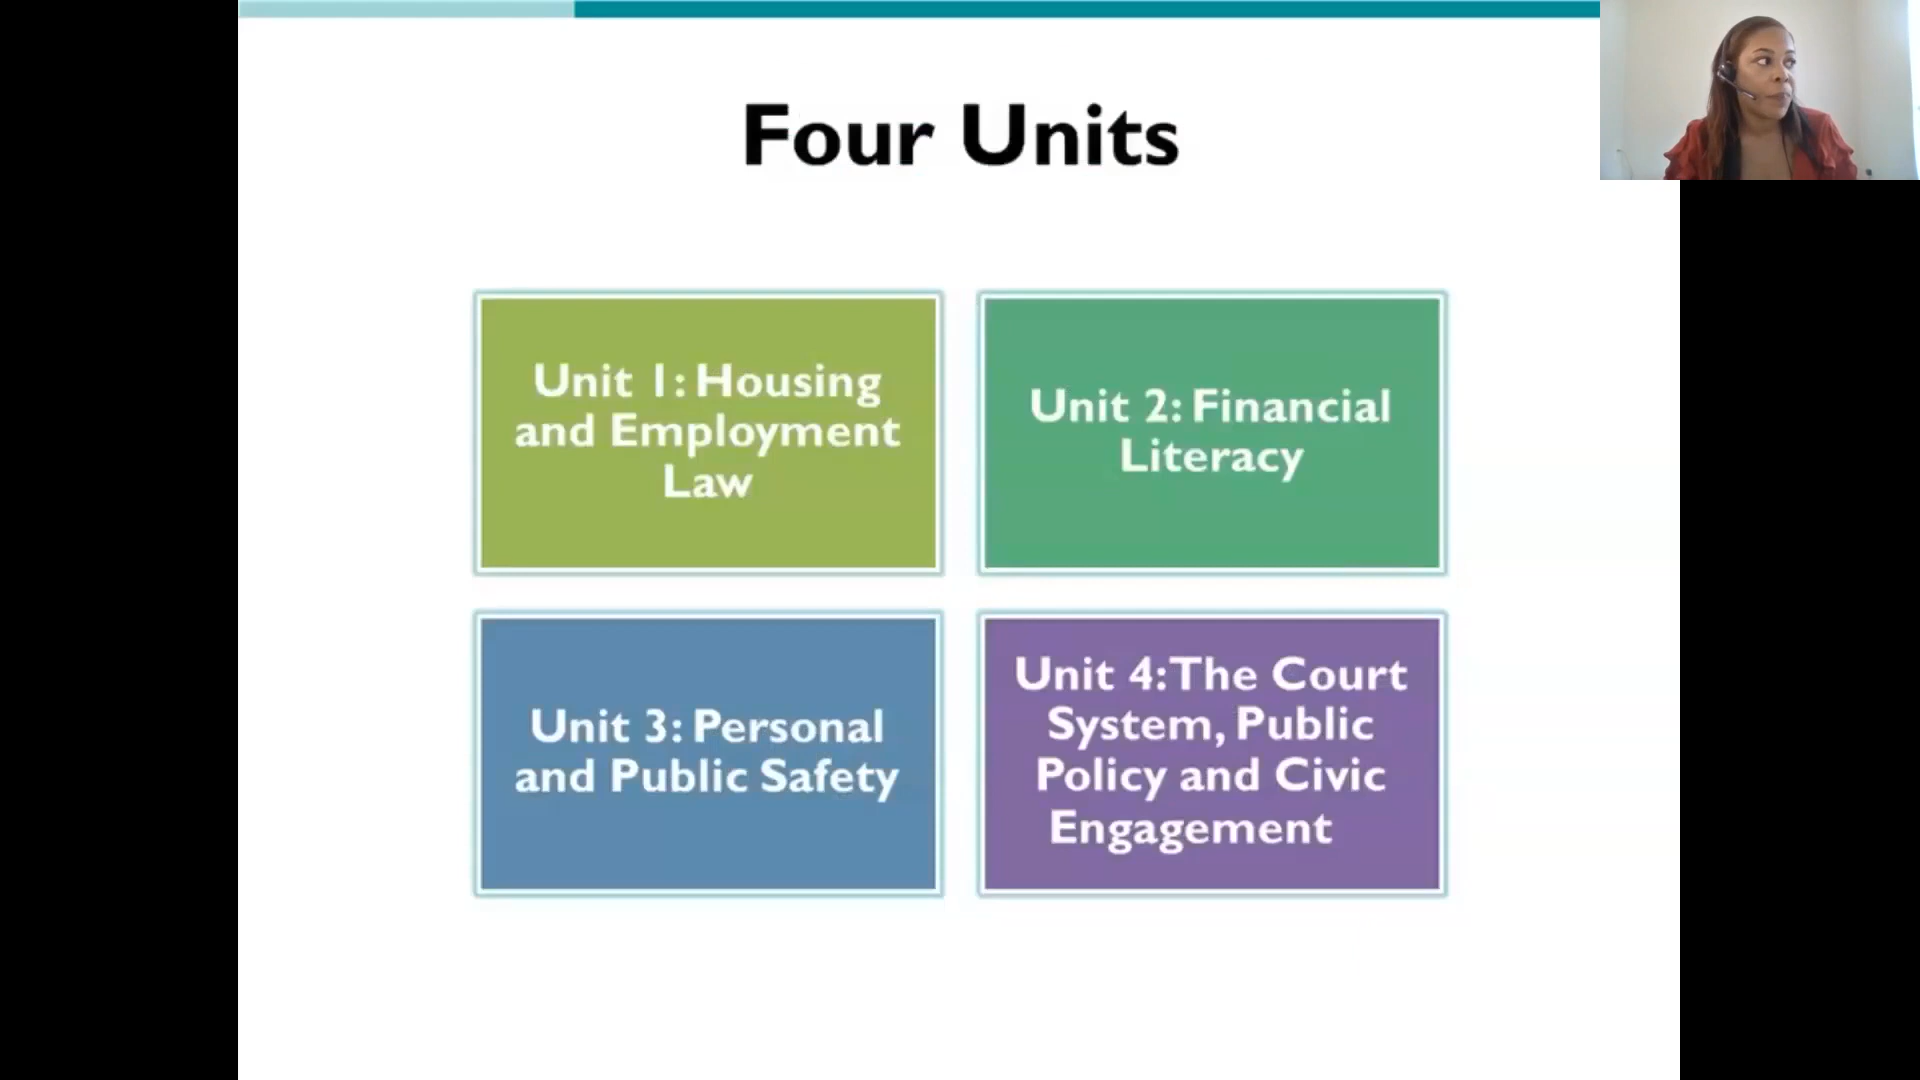 Four Units
Unit 1: Housing
and Employment
Law
Unit 2: Financial
Literacy
Unit 3: Personal
and Public Safety
Unit 4: The Court
System, Public
Policy and Civic
Engagement